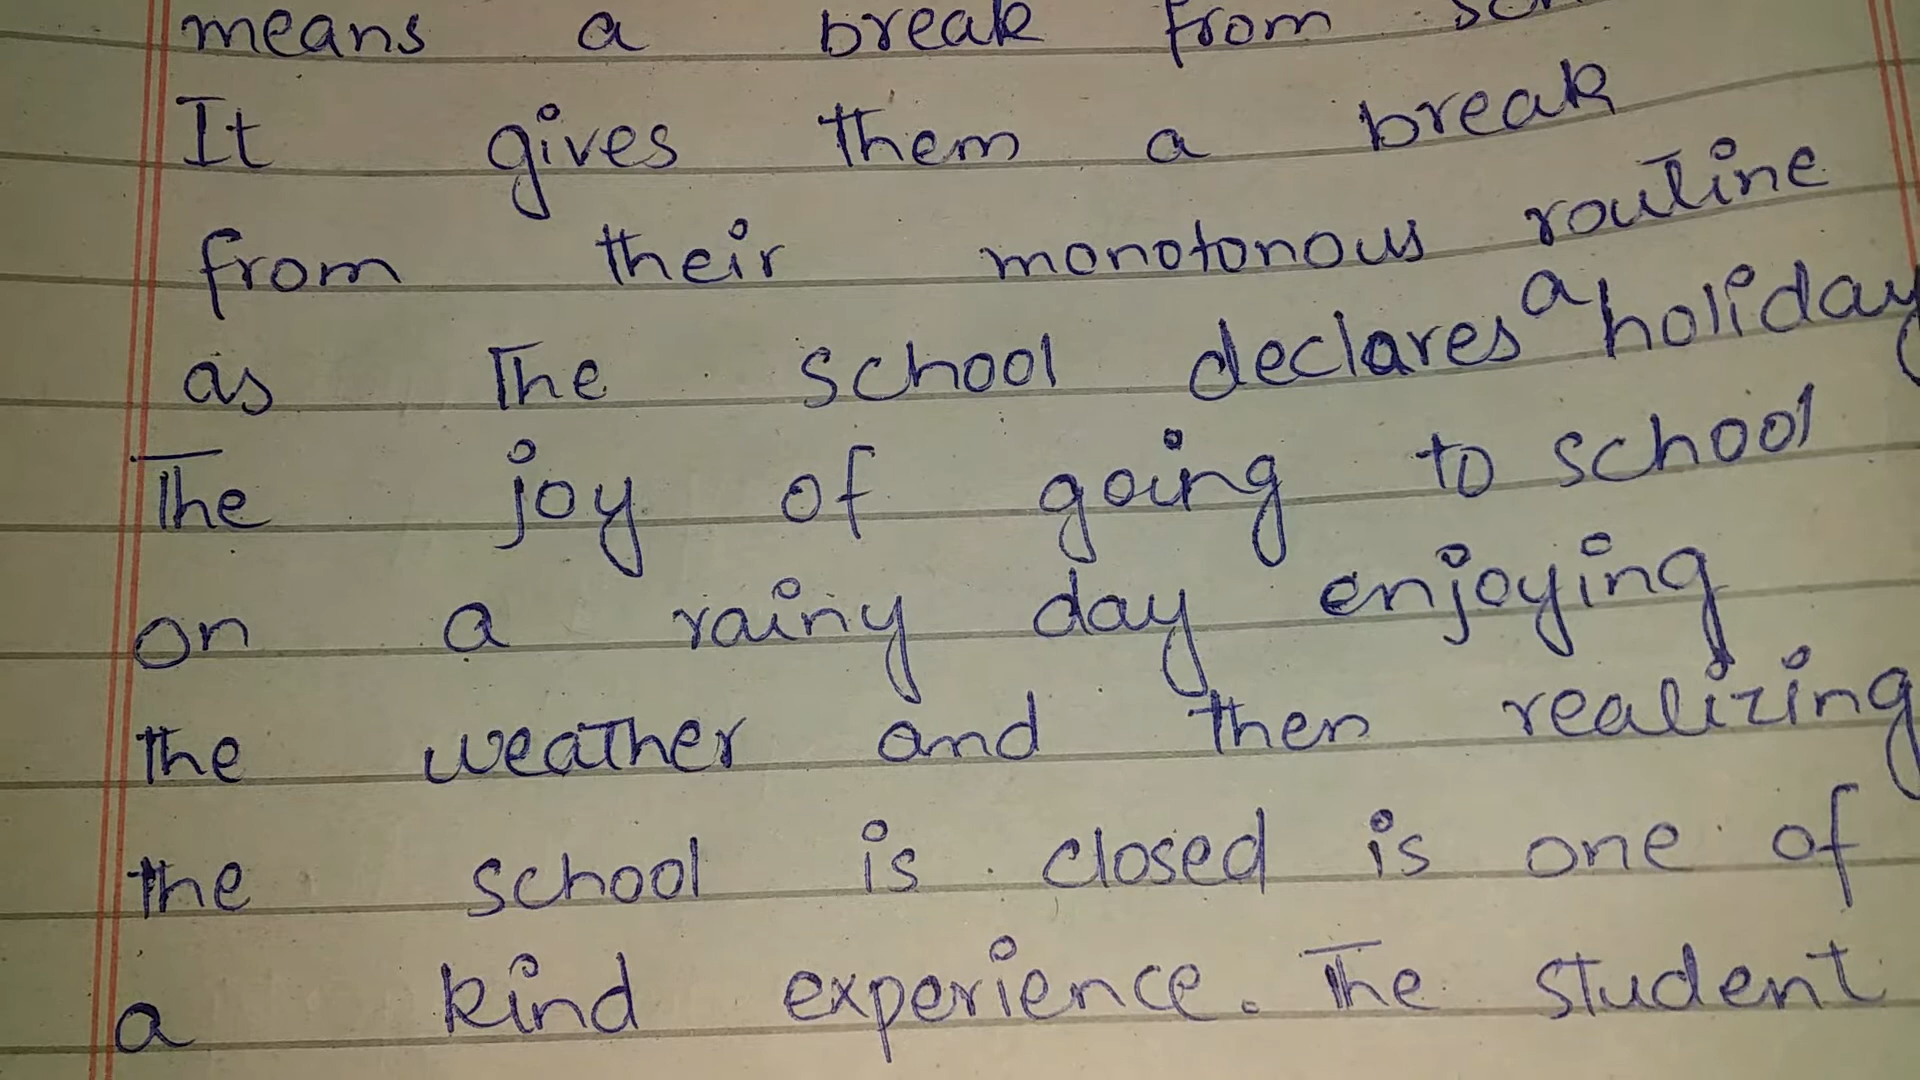 means a break from
It gives them a break
from their monotonous routine
as the school declares a holiday
The joy of going to school
on a rainy day enjoying
the weather and then realizing
the school is closed is one of
a kind experience. The student